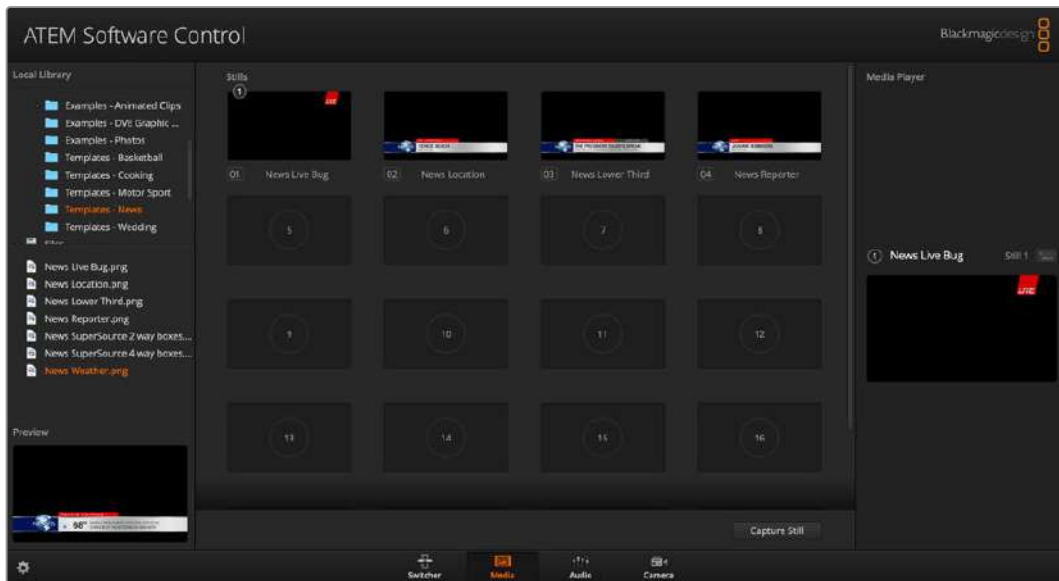 ATEM Software Control
Blackmagicdesign
Local Library
Examples - Animated Clips
Examples - DVE Graphic ...
Examples - Photos
Templates - Basketball
Templates - Cooking
Templates - Motor Sport
Templates - News
Templates - Wedding
News Live Bug.png
News Location.png
News Lower Third.png
News Reporter.png
News SuperSource 2 way boxes....
News SuperSource 4 way boxes....
News Weather.png
Preview
68°
Stills
1
LIVE
01 News Live Bug
02 News Location
03 News Lower Third
04 News Reporter
5
6
7
8
9
10
11
12
13
14
15
16
Capture Still
Media Player
1 News Live Bug Still 1
LIVE
Switcher
Media
Audio
Camera